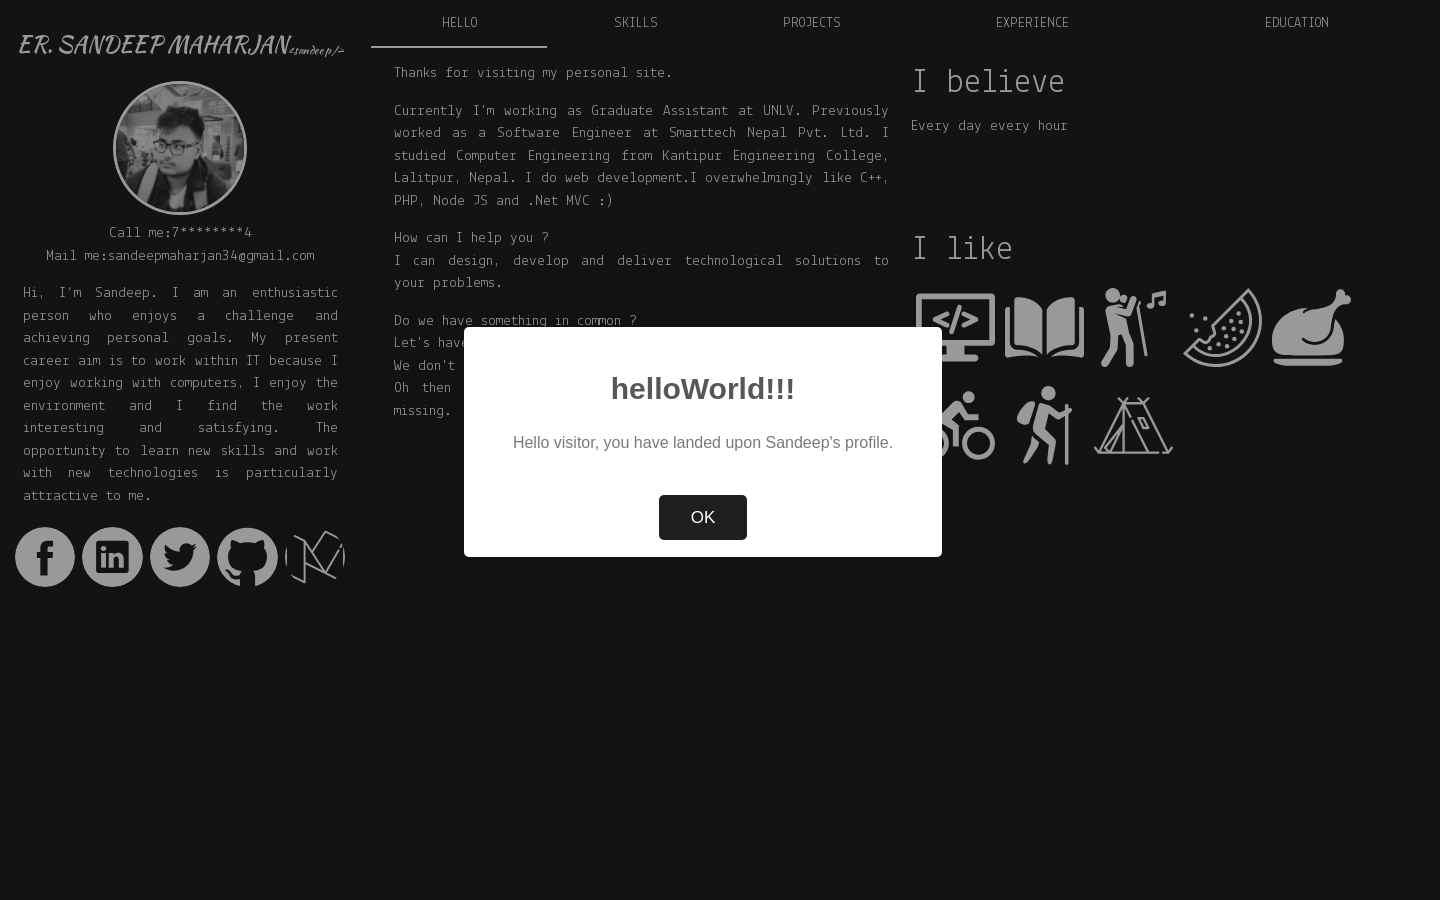 ER. SANDEEP MAHARJAN
HELLO
SKILLS
PROJECTS
EXPERIENCE
EDUCATION
Call me:7********4
Mail me:sandeepmaharjan34@gmail.com
Hi, I'm Sandeep. I am an enthusiastic
person who enjoys a challenge and
achieving personal goals. My present
career aim is to work within IT because I
enjoy working with computers, I enjoy the
environment and I find the work
interesting and satisfying. The
opportunity to learn new skills and work
with new technologies is particularly
attractive to me.
Thanks for visiting my personal site.
Currently I'm working as Graduate Assistant at UNLV. Previously
worked as a Software Engineer at Smarttech Nepal Pvt. Ltd. I
studied Computer Engineering from Kantipur Engineering College,
Lalitpur, Nepal. I do web development.I overwhelmingly like C++,
PHP, Node JS and .Net MVC :)
How can I help you ?
I can design, develop and deliver technological solutions to
your problems.
Do we have something in common ?
Let's have
We don't
Oh then
missing.
I believe
Every day every hour
I like
helloWorld!!!
Hello visitor, you have landed upon Sandeep's profile.
OK